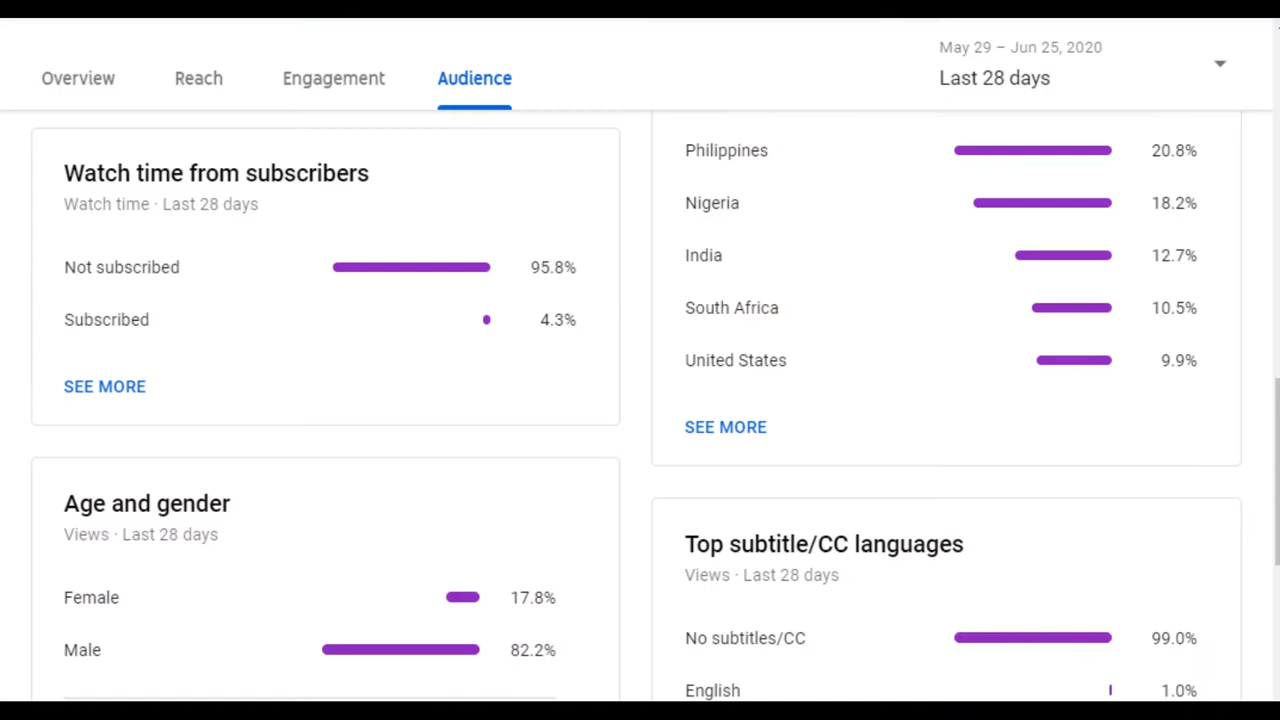 Overview Reach Engagement Audience
May 29 – Jun 25, 2020
Last 28 days
Watch time from subscribers
Watch time · Last 28 days
Not subscribed 95.8%
Subscribed 4.3%
SEE MORE
Age and gender
Views · Last 28 days
Female 17.8%
Male 82.2%
Philippines 20.8%
Nigeria 18.2%
India 12.7%
South Africa 10.5%
United States 9.9%
SEE MORE
Top subtitle/CC languages
Views · Last 28 days
No subtitles/CC 99.0%
English 1.0%